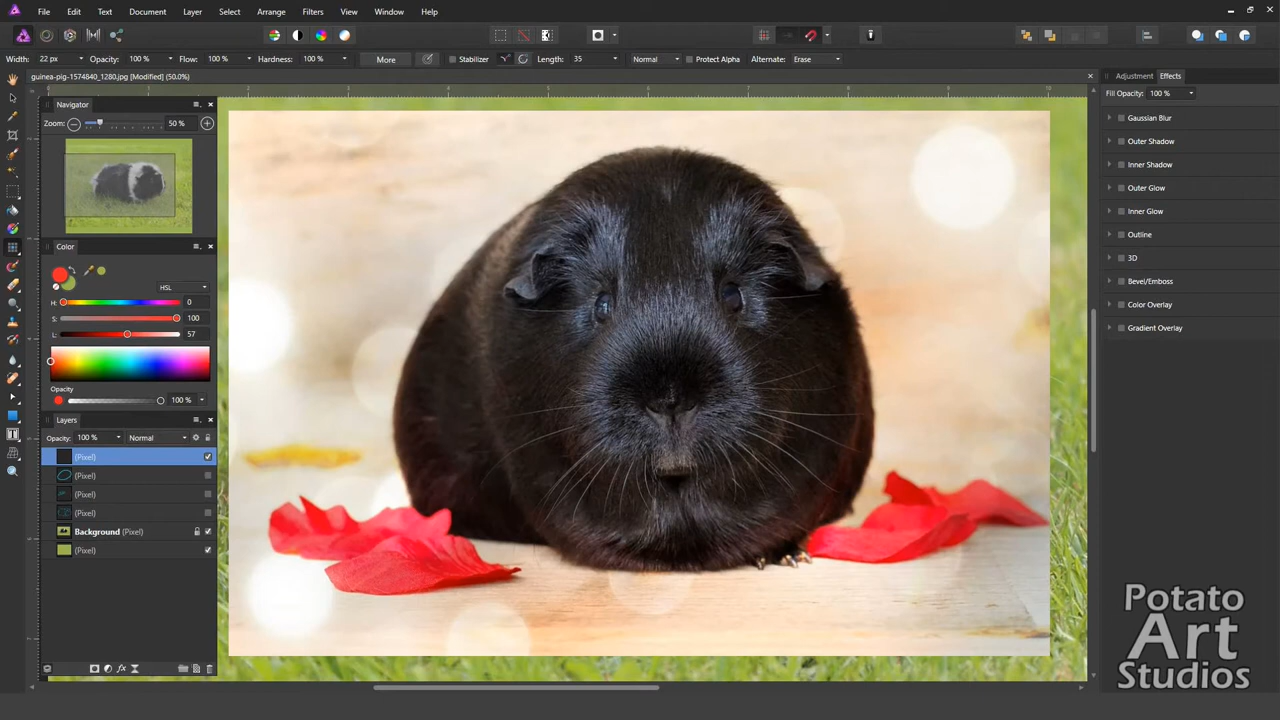 File Edit Text Document Layer Select Arrange Filters View Window Help
Width: 22 px Opacity: 100 % Flow: 100 % Hardness: 100 % More Stabilizer Length: 35 Normal Protect Alpha Alternate: Erase
guinea-pig-1574840_1280.jpg [Modified] (50.0%)
Adjustment Effects
Fill Opacity: 100 %
Gaussian Blur
Outer Shadow
Inner Shadow
Outer Glow
Inner Glow
Outline
3D
Bevel/Emboss
Color Overlay
Gradient Overlay
Navigator
Zoom: 50 %
Color
HSL
H: 0
S: 100
L: 57
Opacity
100 %
Layers
Opacity: 100 % Normal
(Pixel)
(Pixel)
(Pixel)
(Pixel)
Background (Pixel)
(Pixel)
Potato
Art
Studios